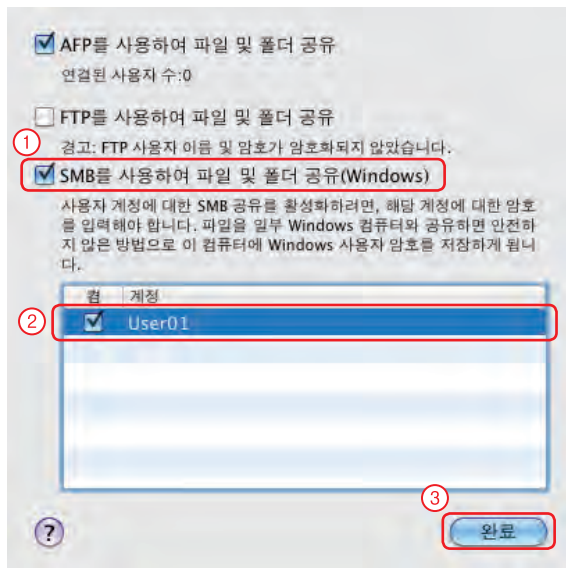 AFP를 사용하여 파일 및 폴더 공유
연결된 사용자 수:0
FTP를 사용하여 파일 및 폴더 공유
1
경고: FTP 사용자 이름 및 암호가 암호화되지 않았습니다.
SMB를 사용하여 파일 및 폴더 공유(Windows)
사용자 계정에 대한 SMB 공유를 활성화하려면, 해당 계정에 대한 암호
를 입력해야 합니다. 파일을 일부 Windows 컴퓨터와 공유하면 안전하
지 않은 방법으로 이 컴퓨터에 Windows 사용자 암호를 저장하게 됩니
다.
켬 계정
2 User01
3
? 완료